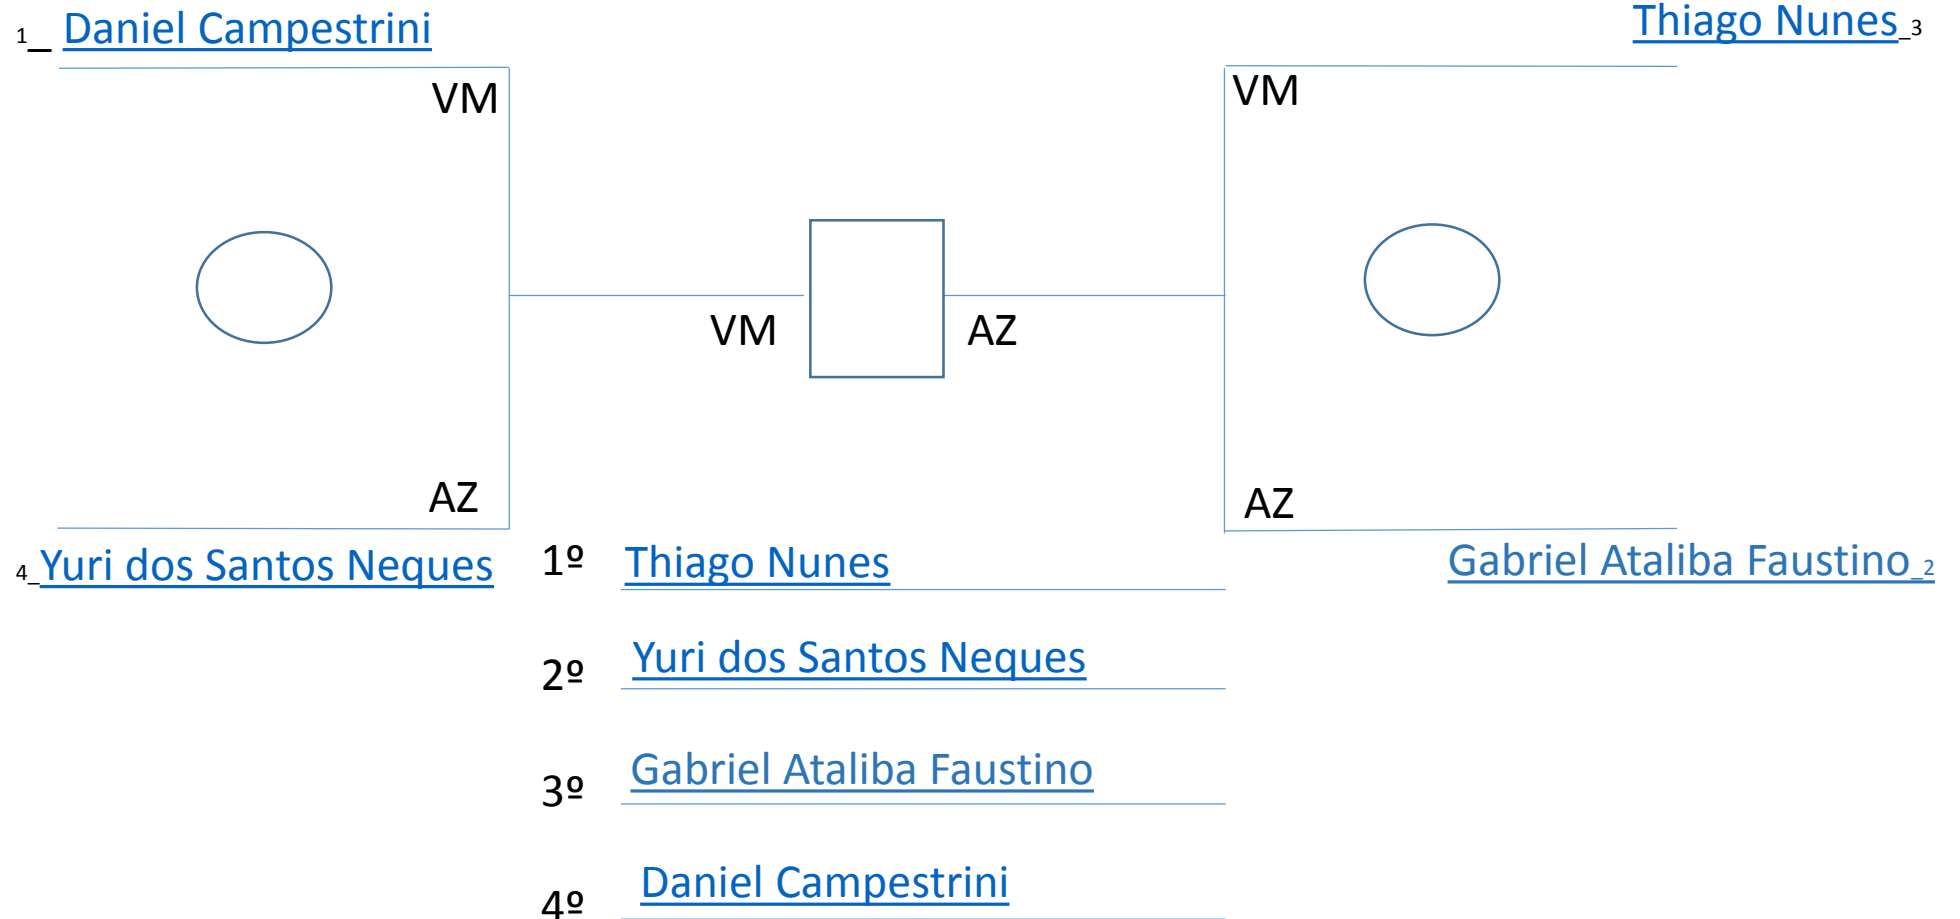 1_ Daniel Campestrini
Thiago Nunes_3
VM
VM
VM
AZ
AZ
AZ
4_Yuri dos Santos Neques
Gabriel Ataliba Faustino_2
1º Thiago Nunes
2º Yuri dos Santos Neques
3º Gabriel Ataliba Faustino
4º Daniel Campestrini